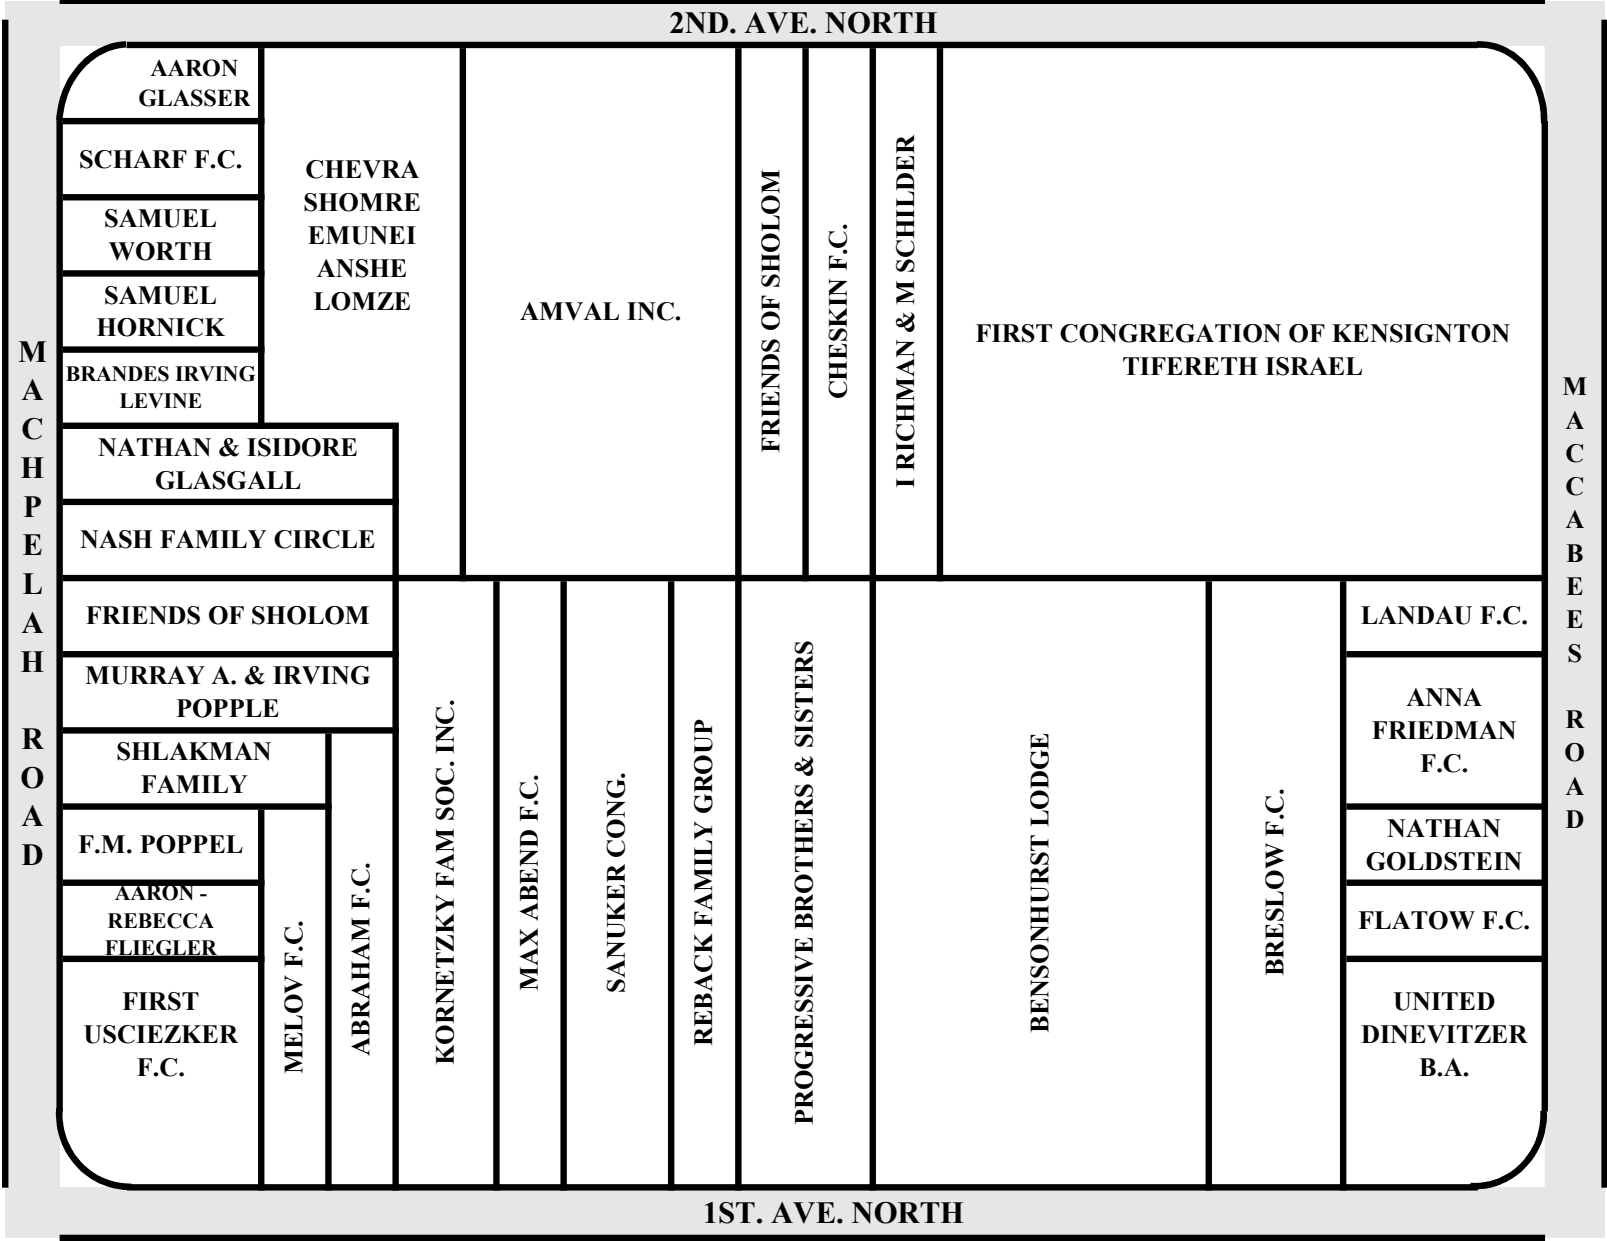 2ND. AVE. NORTH
AARON
GLASSER
SCHARF F.C.
SAMUEL
WORTH
SAMUEL
HORNICK
BRANDES IRVING
LEVINE
NATHAN & ISIDORE
GLASGALL
NASH FAMILY CIRCLE
CHEVRA
SHOMRE
EMUNEI
ANSHE
LOMZE
AMVAL INC.
FRIENDS OF SHOLOM
CHESKIN F.C.
I RICHMAN & M SCHILDER
FIRST CONGREGATION OF KENSIGNTON
TIFERETH ISRAEL
MACHPELAH ROAD
MACCABEES ROAD
FRIENDS OF SHOLOM
MURRAY A. & IRVING
POPPLE
SHLAKMAN
FAMILY
F.M. POPPEL
AARON -
REBECCA
FLIEGLER
FIRST
USCIEZKER
F.C.
MELOV F.C.
ABRAHAM F.C.
KORNETZKY FAM SOC. INC.
MAX ABEND F.C.
SANUKER CONG.
REBACK FAMILY GROUP
PROGRESSIVE BROTHERS & SISTERS
BENSONHURST LODGE
BRESLOW F.C.
LANDAU F.C.
ANNA
FRIEDMAN
F.C.
NATHAN
GOLDSTEIN
FLATOW F.C.
UNITED
DINEVITZER
B.A.
1ST. AVE. NORTH